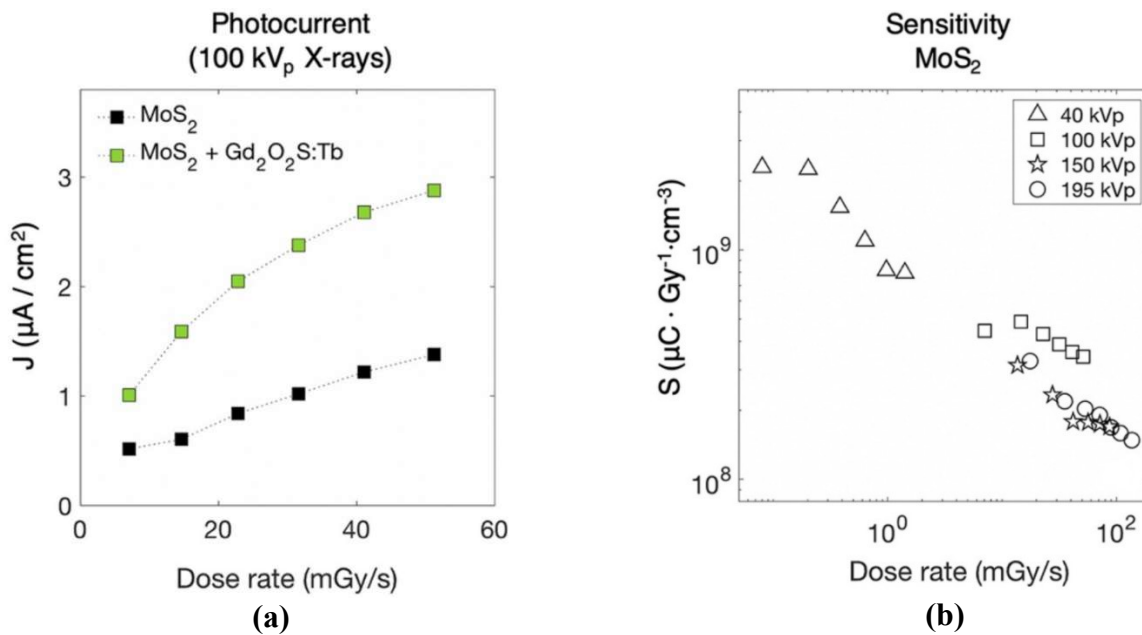 Photocurrent
(100 kVₚ X-rays)
MoS₂
MoS₂ + Gd₂O₂S:Tb
J (µA / cm²)
3
2
1
0
0 20 40 60
Dose rate (mGy/s)
(a)
Sensitivity
MoS₂
40 kVp
100 kVp
150 kVp
195 kVp
S (µC · Gy⁻¹·cm⁻³)
10⁹
10⁸
10⁰ 10²
Dose rate (mGy/s)
(b)